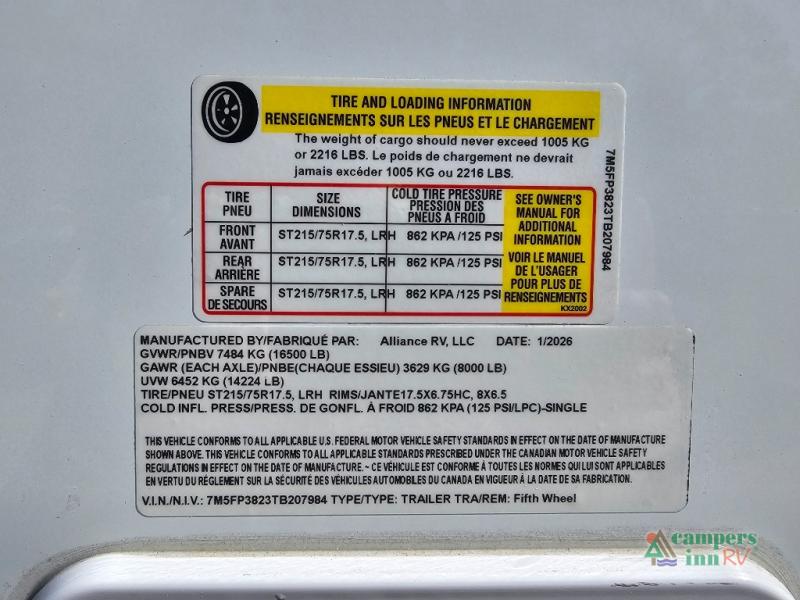 TIRE AND LOADING INFORMATION
RENSEIGNEMENTS SUR LES PNEUS ET LE CHARGEMENT
The weight of cargo should never exceed 1005 KG
or 2216 LBS. Le poids de chargement ne devrait
jamais excéder 1005 KG ou 2216 LBS.
7M5FP3823TB207984
TIRE
PNEU
SIZE
DIMENSIONS
COLD TIRE PRESSURE
PRESSION DES
PNEUS A FROID
FRONT
AVANT
ST215/75R17.5, LRH
862 KPA /125 PSI
REAR
ARRIÈRE
ST215/75R17.5, LRH
862 KPA /125 PSI
SPARE
DE SECOURS
ST215/75R17.5, LRH
862 KPA /125 PSI
SEE OWNER'S
MANUAL FOR
ADDITIONAL
INFORMATION
VOIR LE MANUEL
DE L'USAGER
POUR PLUS DE
RENSEIGNEMENTS
KX2002
MANUFACTURED BY/FABRIQUÉ PAR: Alliance RV, LLC DATE: 1/2026
GVWR/PNBV 7484 KG (16500 LB)
GAWR (EACH AXLE)/PNBE(CHAQUE ESSIEU) 3629 KG (8000 LB)
UVW 6452 KG (14224 LB)
TIRE/PNEU ST215/75R17.5, LRH RIMS/JANTE17.5X6.75HC, 8X6.5
COLD INFL. PRESS/PRESS. DE GONFL. À FROID 862 KPA (125 PSI/LPC)-SINGLE
THIS VEHICLE CONFORMS TO ALL APPLICABLE U.S. FEDERAL MOTOR VEHICLE SAFETY STANDARDS IN EFFECT ON THE DATE OF MANUFACTURE
SHOWN ABOVE. THIS VEHICLE CONFORMS TO ALL APPLICABLE STANDARDS PRESCRIBED UNDER THE CANADIAN MOTOR VEHICLE SAFETY
REGULATIONS IN EFFECT ON THE DATE OF MANUFACTURE. ~ CE VÉHICULE EST CONFORME À TOUTES LES NORMES QUI LUI SONT APPLICABLES
EN VERTU DU RÉGLEMENT SUR LA SÉCURITÉ DES VÉHICULES AUTOMOBILES DU CANADA EN VIGUEUR À LA DATE DE SA FABRICATION.
V.I.N./N.I.V.: 7M5FP3823TB207984 TYPE/TYPE: TRAILER TRA/REM: Fifth Wheel
campers
inn RV